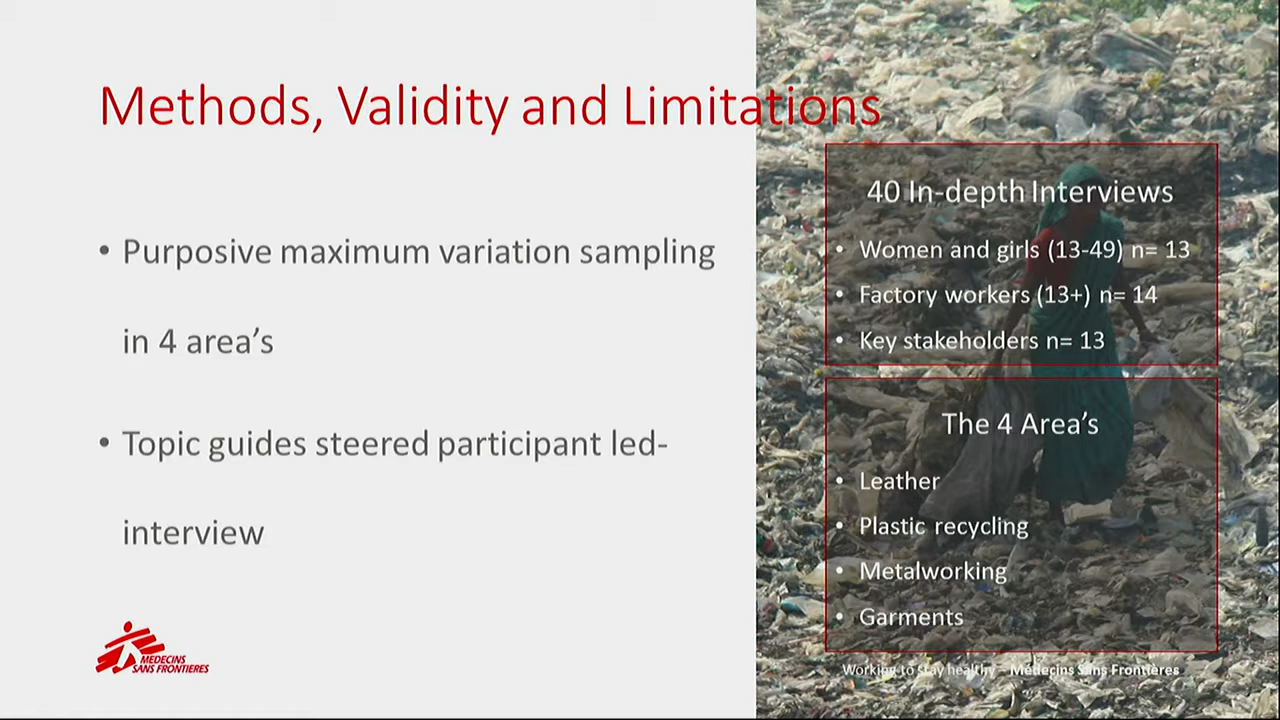 Methods, Validity and Limitations
• Purposive maximum variation sampling
in 4 area's
• Topic guides steered participant led-
interview
40 In-depth Interviews
• Women and girls (13-49) n= 13
• Factory workers (13+) n= 14
• Key stakeholders n= 13
The 4 Area's
• Leather
• Plastic recycling
• Metalworking
• Garments
MEDECINS
SANS FRONTIERES
Working to stay healthy – Médecins Sans Frontières